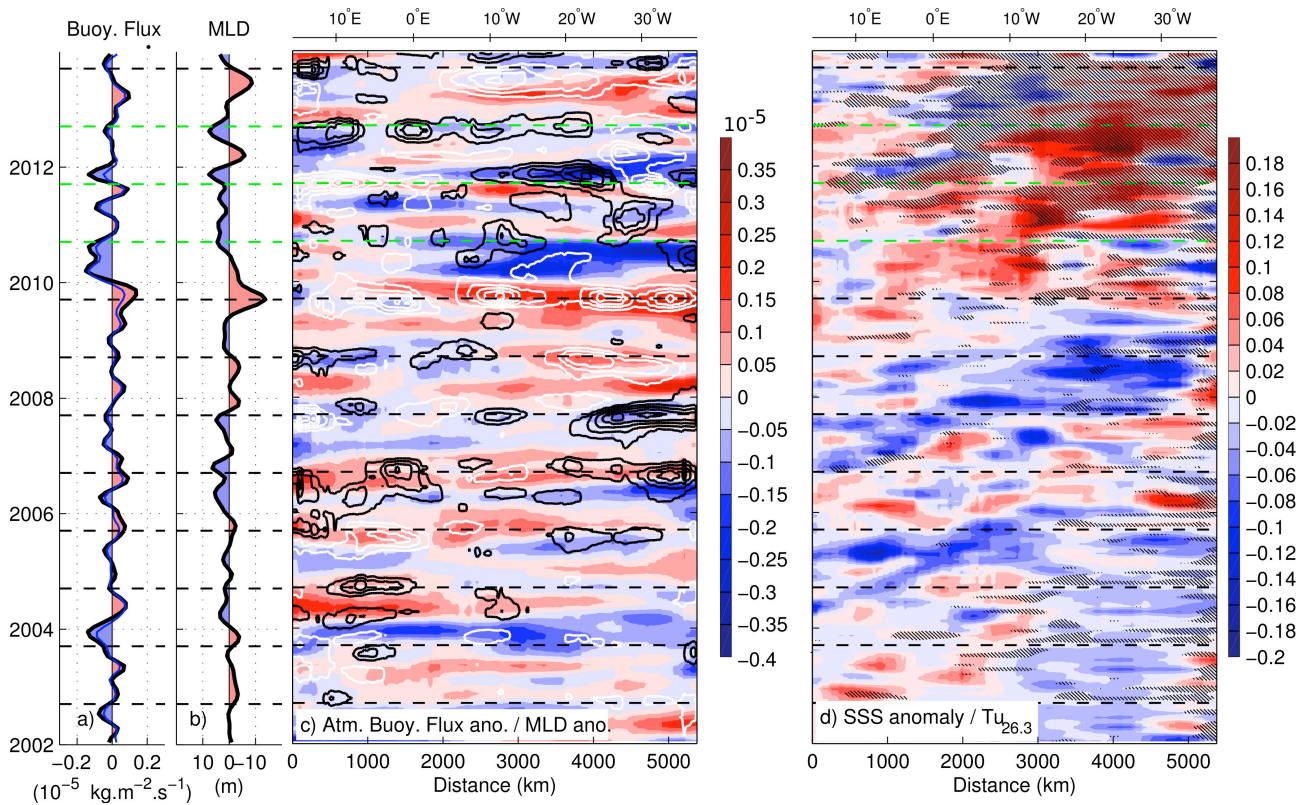 10°E 0°E 10°W 20°W 30°W
10°E 0°E 10°W 20°W 30°W
Buoy. Flux
MLD
2012
2010
2008
2006
2004
2002
a)
b)
c) Atm. Buoy. Flux ano. / MLD ano.
d) SSS anomaly / Tu26.3
−0.2 0 0.2
(10−5 kg.m−2.s−1)
10 0−10
(m)
0 1000 2000 3000 4000 5000
Distance (km)
10−5
0.35
0.3
0.25
0.2
0.15
0.1
0.05
0
−0.05
−0.1
−0.15
−0.2
−0.25
−0.3
−0.35
−0.4
0 1000 2000 3000 4000 5000
Distance (km)
0.18
0.16
0.14
0.12
0.1
0.08
0.06
0.04
0.02
0
−0.02
−0.04
−0.06
−0.08
−0.1
−0.12
−0.14
−0.16
−0.18
−0.2